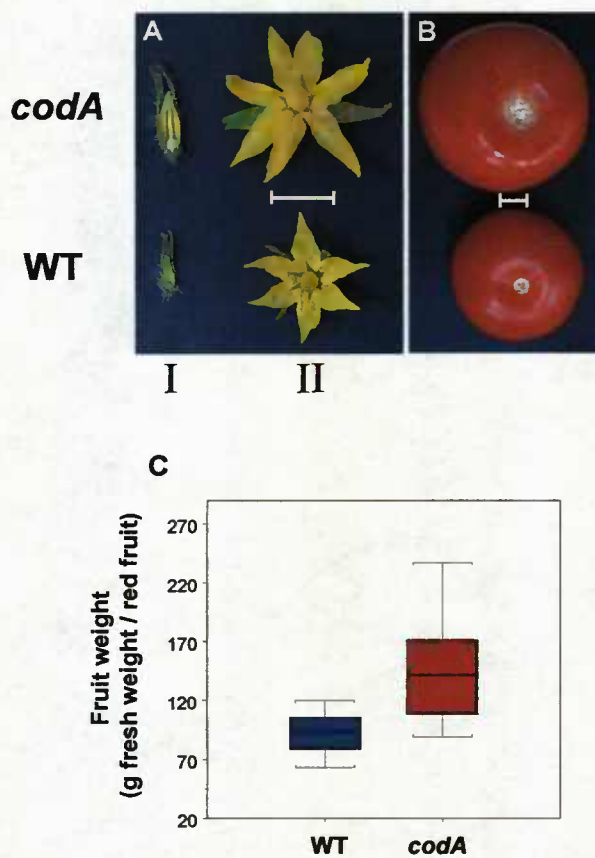 A
B
codA
WT
I
II
C
270
220
170
120
70
20
Fruit weight
(g fresh weight / red fruit)
WT
codA